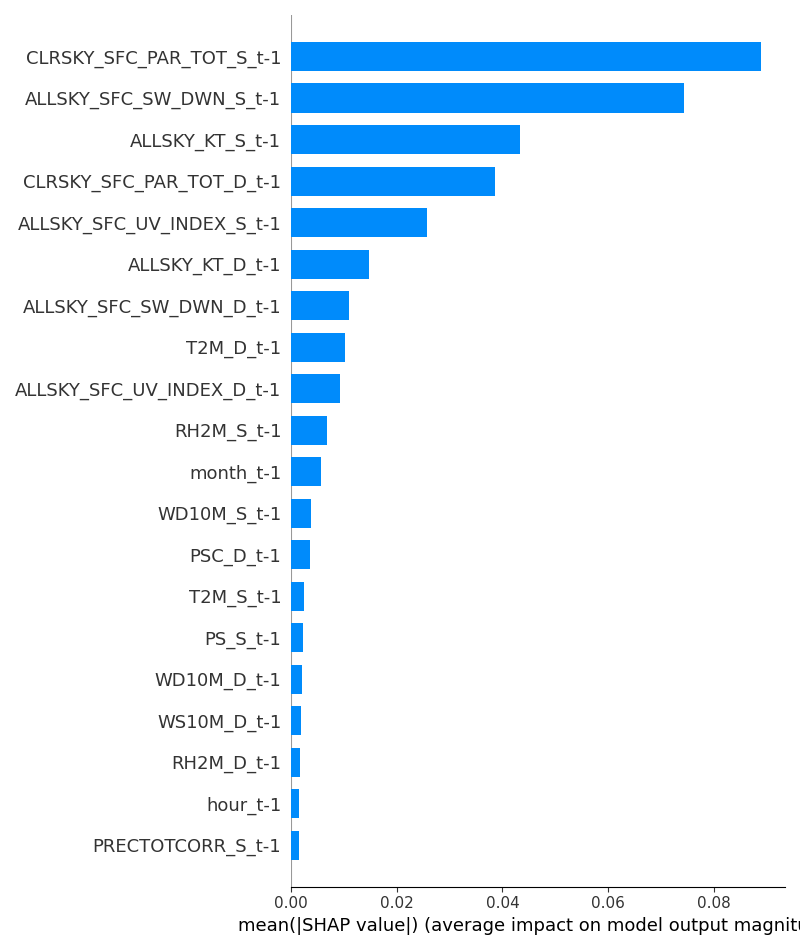 CLRSKY_SFC_PAR_TOT_S_t-1
ALLSKY_SFC_SW_DWN_S_t-1
ALLSKY_KT_S_t-1
CLRSKY_SFC_PAR_TOT_D_t-1
ALLSKY_SFC_UV_INDEX_S_t-1
ALLSKY_KT_D_t-1
ALLSKY_SFC_SW_DWN_D_t-1
T2M_D_t-1
ALLSKY_SFC_UV_INDEX_D_t-1
RH2M_S_t-1
month_t-1
WD10M_S_t-1
PSC_D_t-1
T2M_S_t-1
PS_S_t-1
WD10M_D_t-1
WS10M_D_t-1
RH2M_D_t-1
hour_t-1
PRECTOTCORR_S_t-1
0.00 0.02 0.04 0.06 0.08
mean(|SHAP value|) (average impact on model output